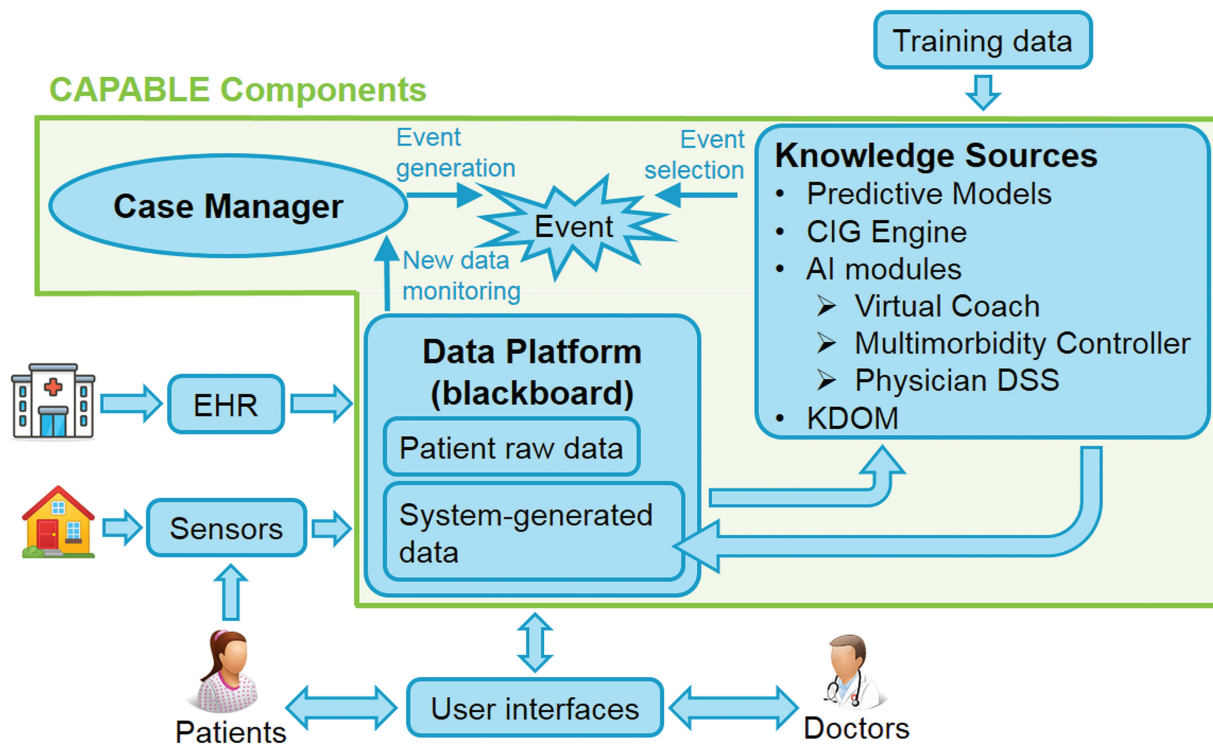 Training data
CAPABLE Components
Case Manager
Event
generation
Event
selection
Event
New data
monitoring
Knowledge Sources
• Predictive Models
• CIG Engine
• AI modules
➢ Virtual Coach
➢ Multimorbidity Controller
➢ Physician DSS
• KDOM
Data Platform
(blackboard)
Patient raw data
System-generated
data
EHR
Sensors
Patients
User interfaces
Doctors